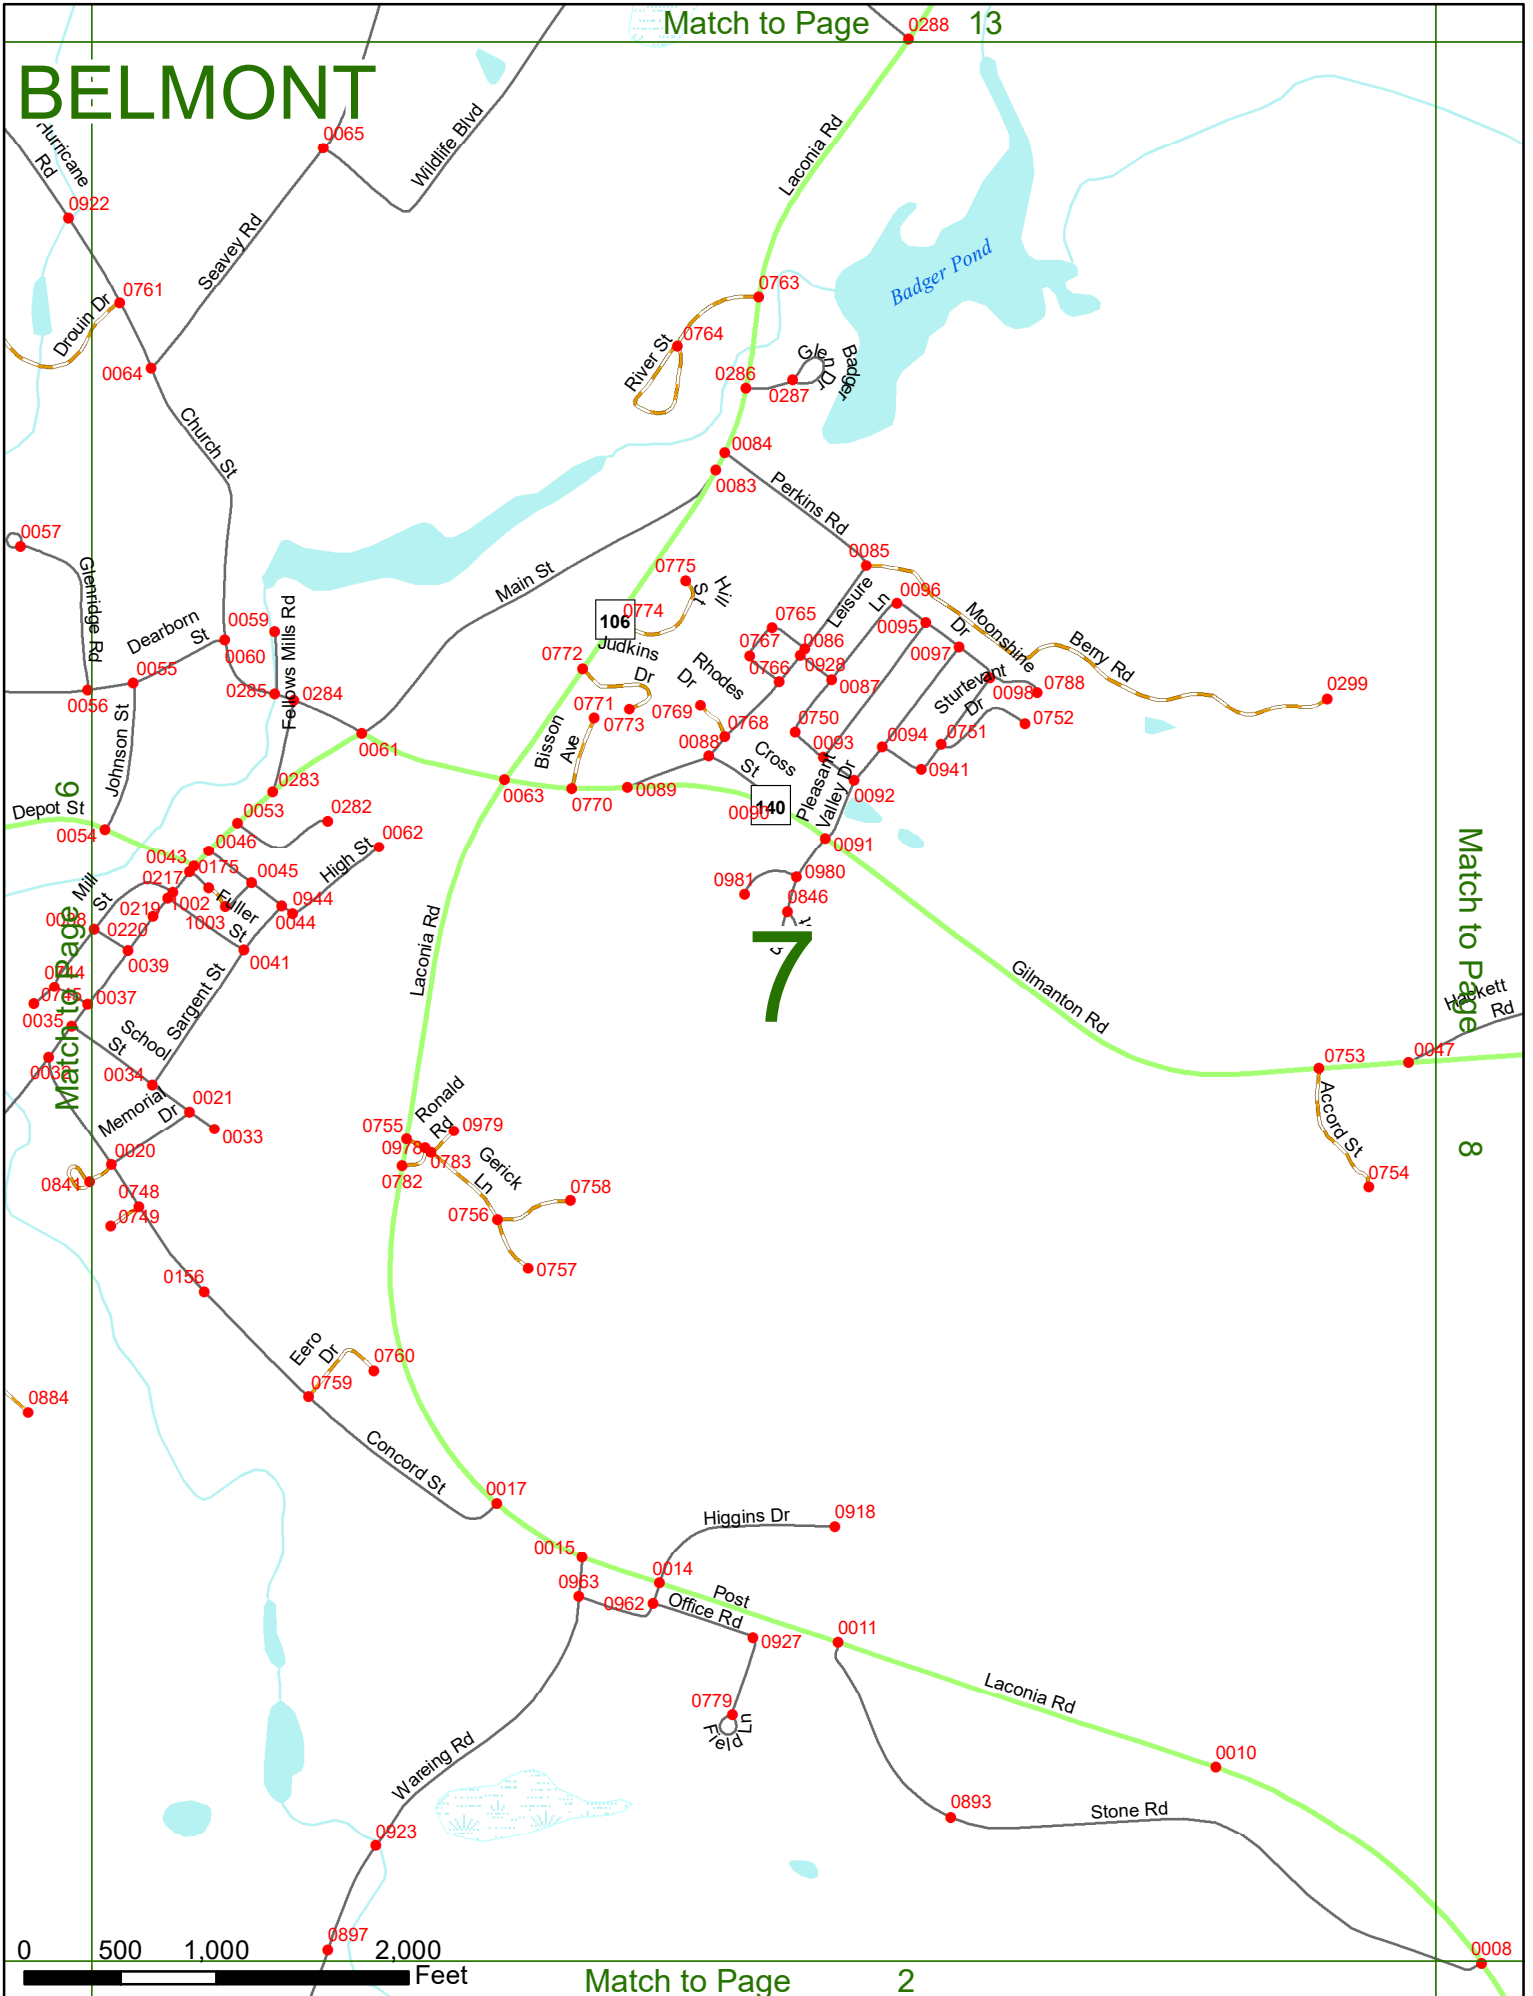 Match to Page 13
0288
BELMONT
Hurricane
Rd
0065
Wildlife Blvd
Laconia Rd
0922
Seavey Rd
Badger Pond
0761
0763
Drouin Dr
0764
River St
Glen
Dr
Badger
0064
0286
0287
Church St
0084
0083
Perkins Rd
0057
0085
Main St
0775
Hill
St
Leisure
Ln
0096
Glenridge Rd
Dearborn
St
0059
Fellows Mills Rd
0774
106
0765
0095
Dr
Moonshine
Berry Rd
0060
Judkins
Dr
0767
0086
0097
0055
0772
Rhodes
Dr
0766
0928
0285
0284
0087
Sturtevant
Dr
0098
0788
0299
0056
0771
0769
0773
0768
0750
0751
0752
Johnson St
0061
Bisson
Ave
0088
Cross
St
0093
0094
Pleasant
Valley Dr
0941
0283
0063
0770
0089
0092
6
Depot St
0053
0282
0090
140
0054
0046
0062
0091
0043
0175
0045
High St
0217
0980
Mill
St
1002
Fuller
St
0944
0981
0219
1003
0044
0846
0038
0220
Match to Page
0039
0041
Laconia Rd
7
Match to Page
8
0744
Sargent St
Gilmanton Rd
Hackett
Rd
0745
0037
0035
School
St
0032
0034
0753
0047
Memorial
Dr
0021
Ronald
Rd
Accord St
0033
0755
0979
0020
0978
0783
Gerick
Ln
0841
0782
0754
0748
0758
0749
0756
0757
0156
Eero
Dr
0760
0759
0884
Concord St
0017
Higgins Dr
0918
0015
0014
0963
Post
Office Rd
0962
0011
0927
Laconia Rd
0779
Field
Ln
0010
Wareing Rd
0893
Stone Rd
0923
0897
0008
0 500 1,000 2,000
Feet
Match to Page 2